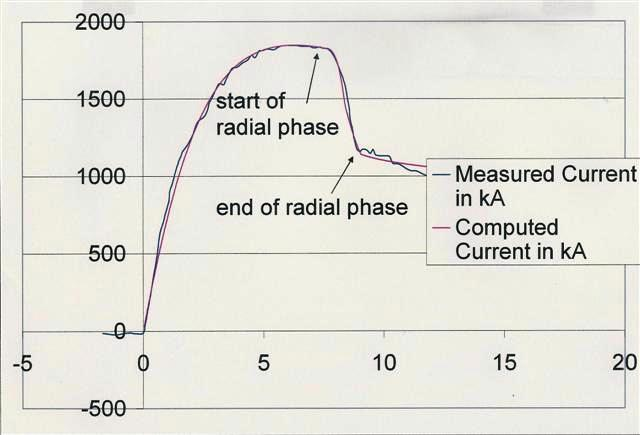 2000
1500
start of
radial phase
1000
Measured Current
in kA
end of radial phase
Computed
Current in kA
500
0
-5
0
5
10
15
20
-500